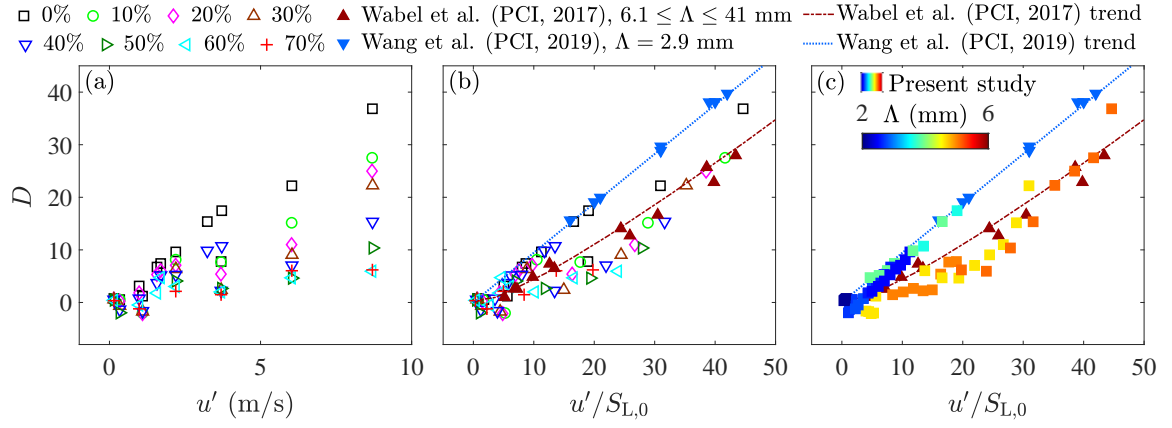 0% 10% 20% 30% Wabel et al. (PCI, 2017), 6.1 ≤ Λ ≤ 41 mm Wabel et al. (PCI, 2017) trend
40% 50% 60% 70% Wang et al. (PCI, 2019), Λ = 2.9 mm Wang et al. (PCI, 2019) trend
(a) (b) (c) Present study
2 Λ (mm) 6
40
30
20
10
0
D
0 5 10 0 10 20 30 40 50 0 10 20 30 40 50
u′ (m/s) u′/S_L,0 u′/S_L,0